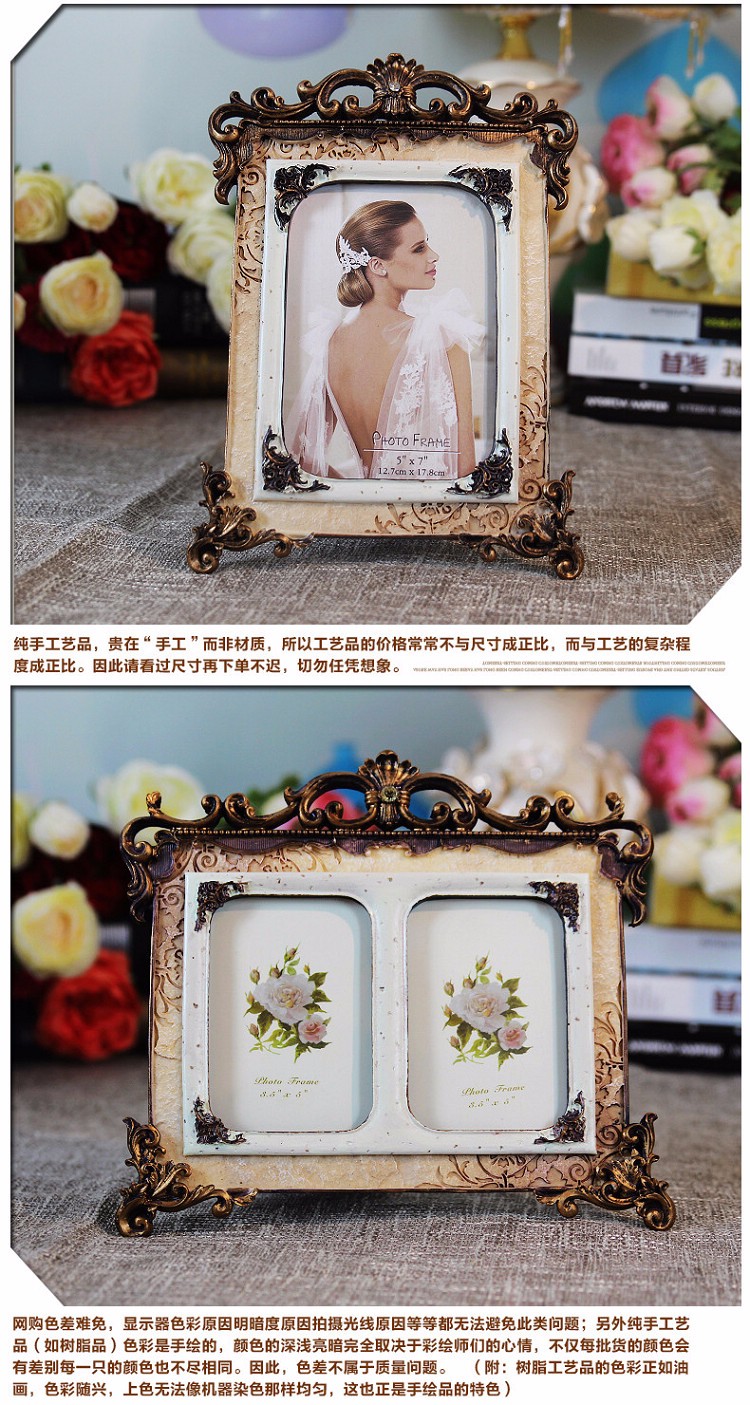 PHOTO FRAME
5" x 7"
12.7cm x 17.8cm
家具
纯手工艺品，贵在“手工”而非材质，所以工艺品的价格常常不与尺寸成正比，而与工艺的复杂程
度成正比。因此请看过尺寸再下单不迟，切勿任凭想象。
Photo Frame
3.5" x 5"
Photo Frame
3.5" x 5"
网购色差难免，显示器色彩原因明暗度原因拍摄光线原因等等都无法避免此类问题；另外纯手工艺
品（如树脂品）色彩是手绘的，颜色的深浅亮暗完全取决于彩绘师们的心情，不仅每批货的颜色会
有差别每一只的颜色也不尽相同。因此，色差不属于质量问题。 （附：树脂工艺品的色彩正如油
画，色彩随兴，上色无法像机器染色那样均匀，这也正是手绘品的特色）